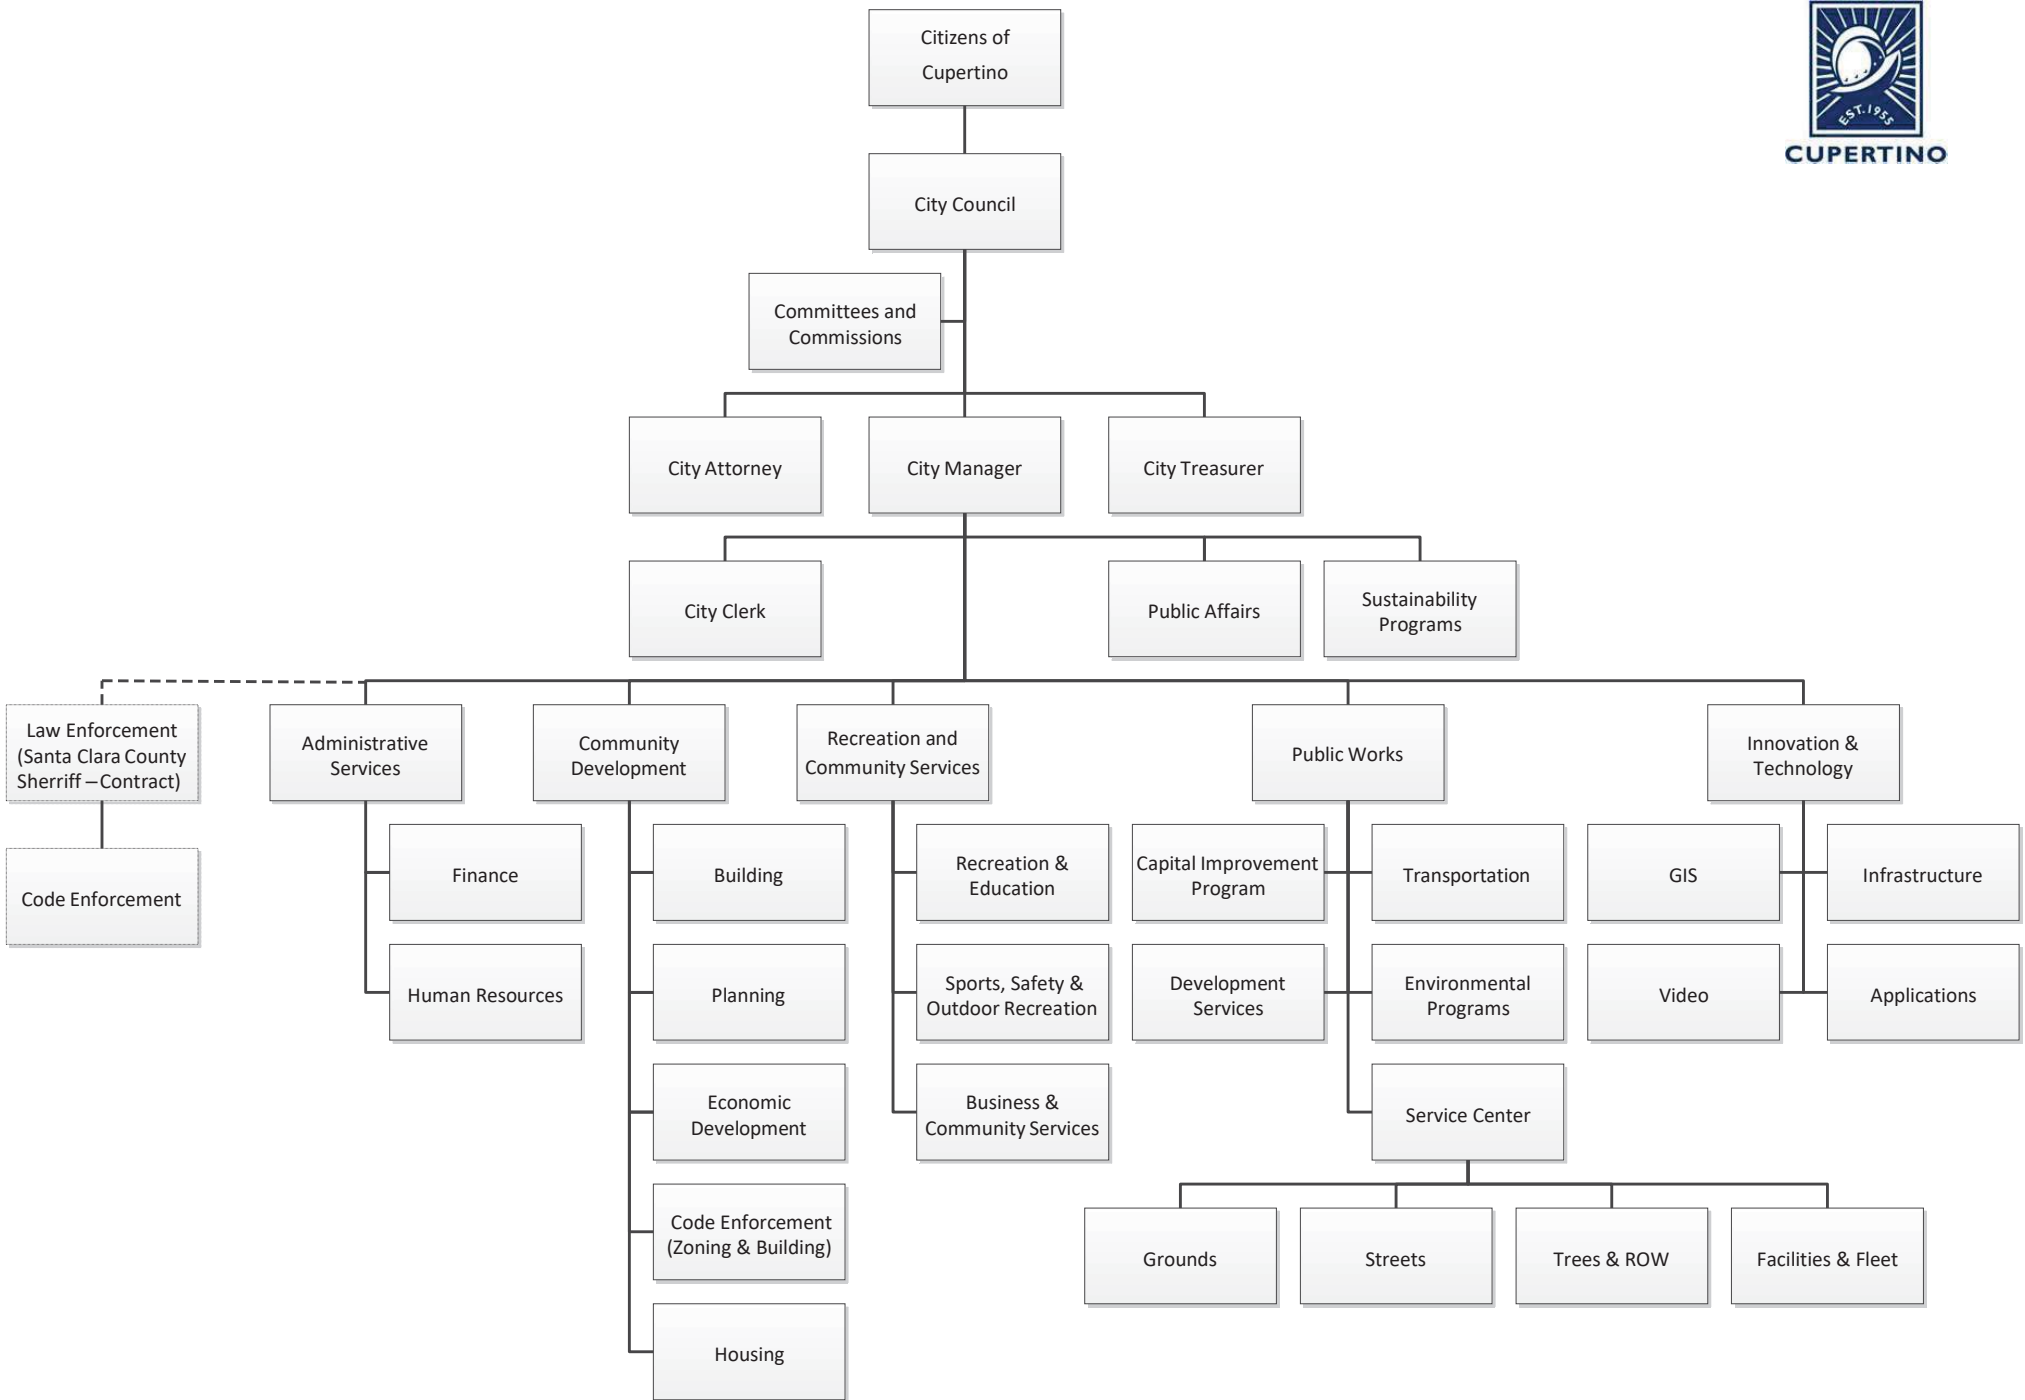 Citizens of
Cupertino
EST. 1955
CUPERTINO
City Council
Committees and
Commissions
City Attorney
City Manager
City Treasurer
City Clerk
Public Affairs
Sustainability
Programs
Law Enforcement
(Santa Clara County
Sherriff – Contract)
Administrative
Services
Community
Development
Recreation and
Community Services
Public Works
Innovation &
Technology
Code Enforcement
Finance
Building
Recreation &
Education
Capital Improvement
Program
Transportation
GIS
Infrastructure
Human Resources
Planning
Sports, Safety &
Outdoor Recreation
Development
Services
Environmental
Programs
Video
Applications
Economic
Development
Business &
Community Services
Service Center
Code Enforcement
(Zoning & Building)
Grounds
Streets
Trees & ROW
Facilities & Fleet
Housing